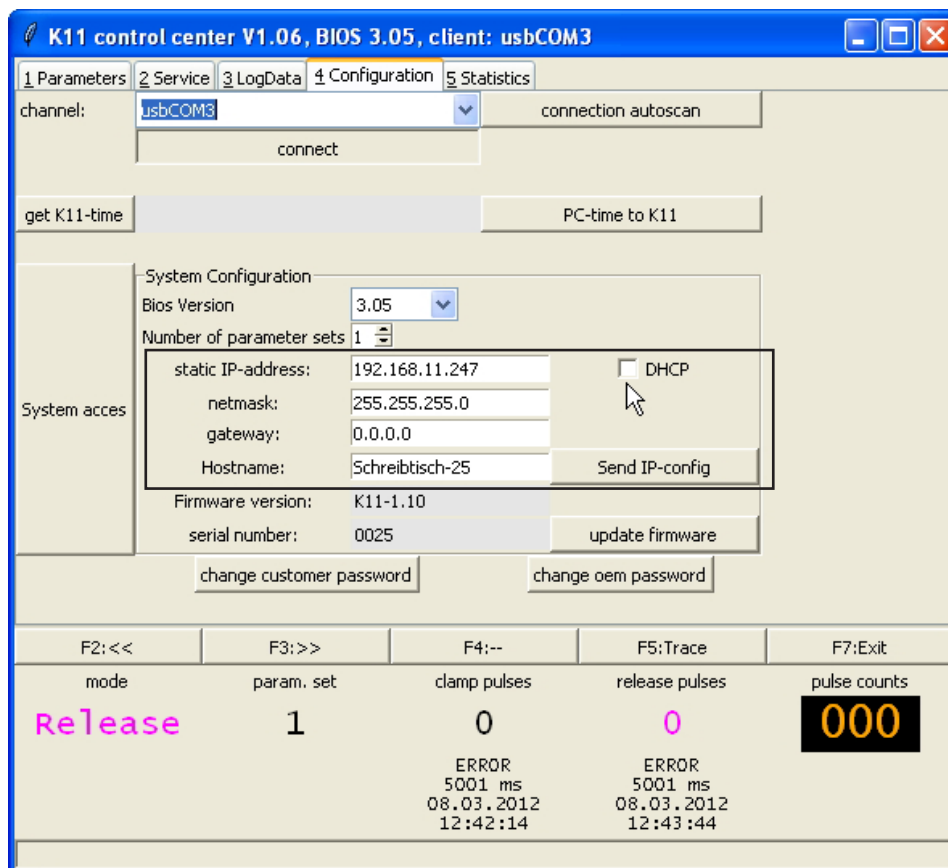 K11 control center V1.06, BIOS 3.05, client: usbCOM3
1 Parameters 2 Service 3 LogData 4 Configuration 5 Statistics
channel: usbCOM3 connection autoscan
connect
get K11-time PC-time to K11
System Configuration
Bios Version 3.05
Number of parameter sets 1
static IP-address: 192.168.11.247 DHCP
netmask: 255.255.255.0
System acces
gateway: 0.0.0.0
Hostname: Schreibtisch-25 Send IP-config
Firmware version: K11-1.10
serial number: 0025 update firmware
change customer password change oem password
F2:<< F3:>> F4:-- F5:Trace F7:Exit
mode param. set clamp pulses release pulses pulse counts
Release 1 0 0 000
ERROR ERROR
5001 ms 5001 ms
08.03.2012 08.03.2012
12:42:14 12:43:44